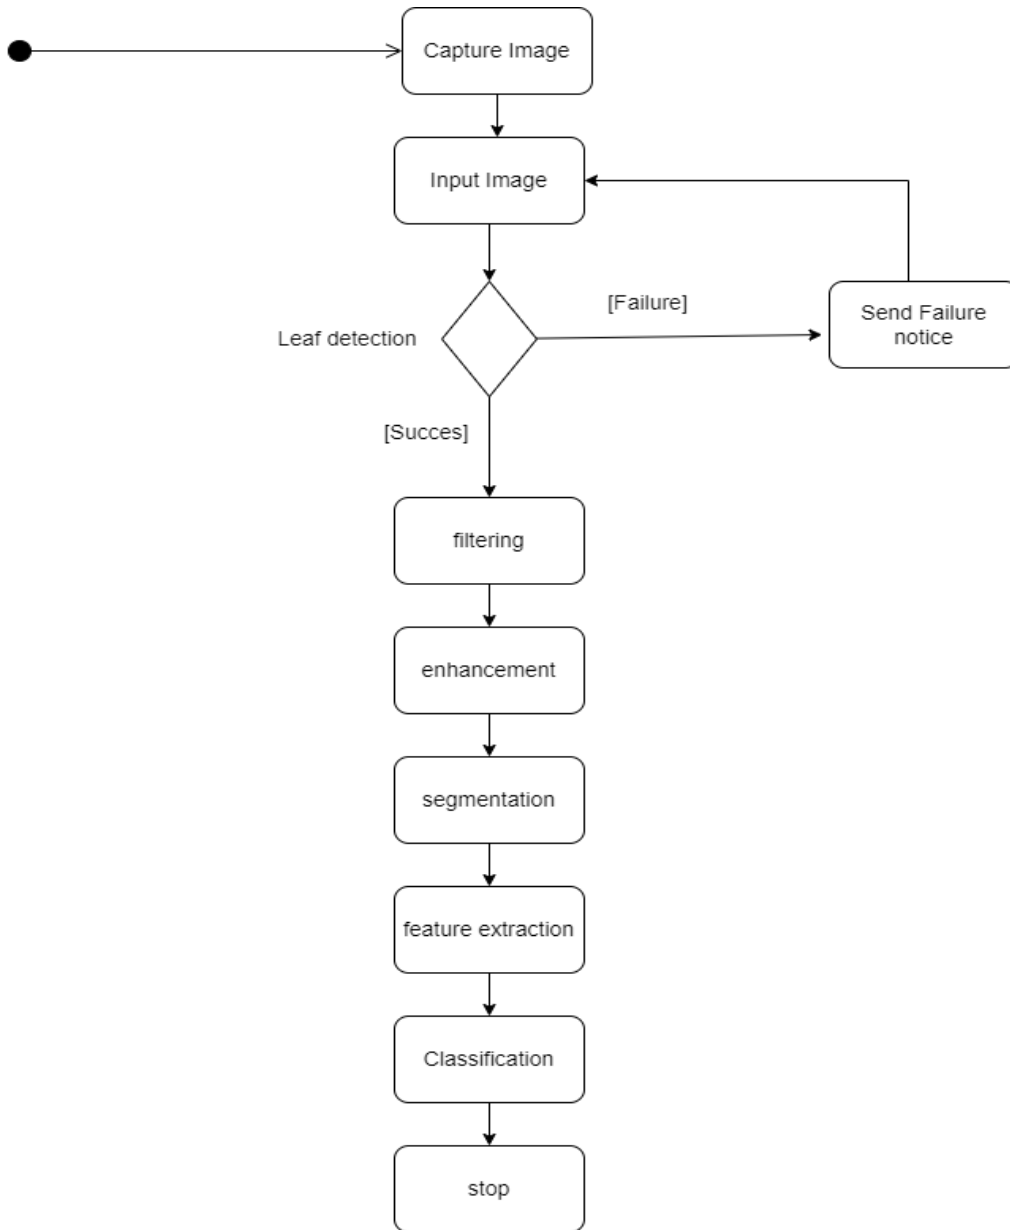 Capture Image
Input Image
[Failure]
Send Failure
notice
Leaf detection
[Succes]
filtering
enhancement
segmentation
feature extraction
Classification
stop